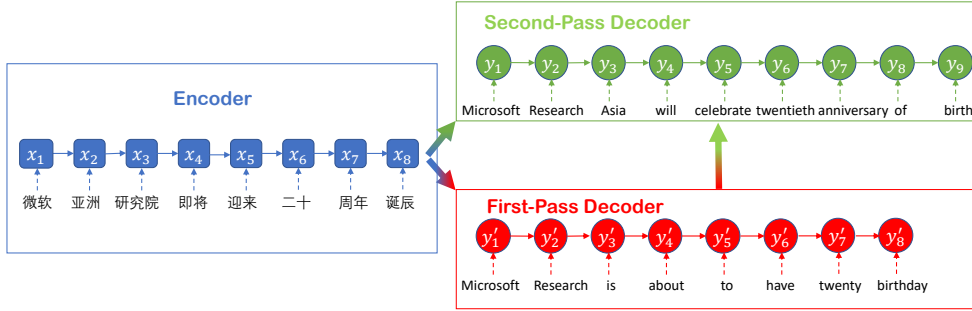 Encoder
x₁ x₂ x₃ x₄ x₅ x₆ x₇ x₈
微软 亚洲 研究院 即将 迎来 二十 周年 诞辰
Second-Pass Decoder
y₁ y₂ y₃ y₄ y₅ y₆ y₇ y₈ y₉
Microsoft Research Asia will celebrate twentieth anniversary of birth
First-Pass Decoder
y′₁ y′₂ y′₃ y′₄ y′₅ y′₆ y′₇ y′₈
Microsoft Research is about to have twenty birthday